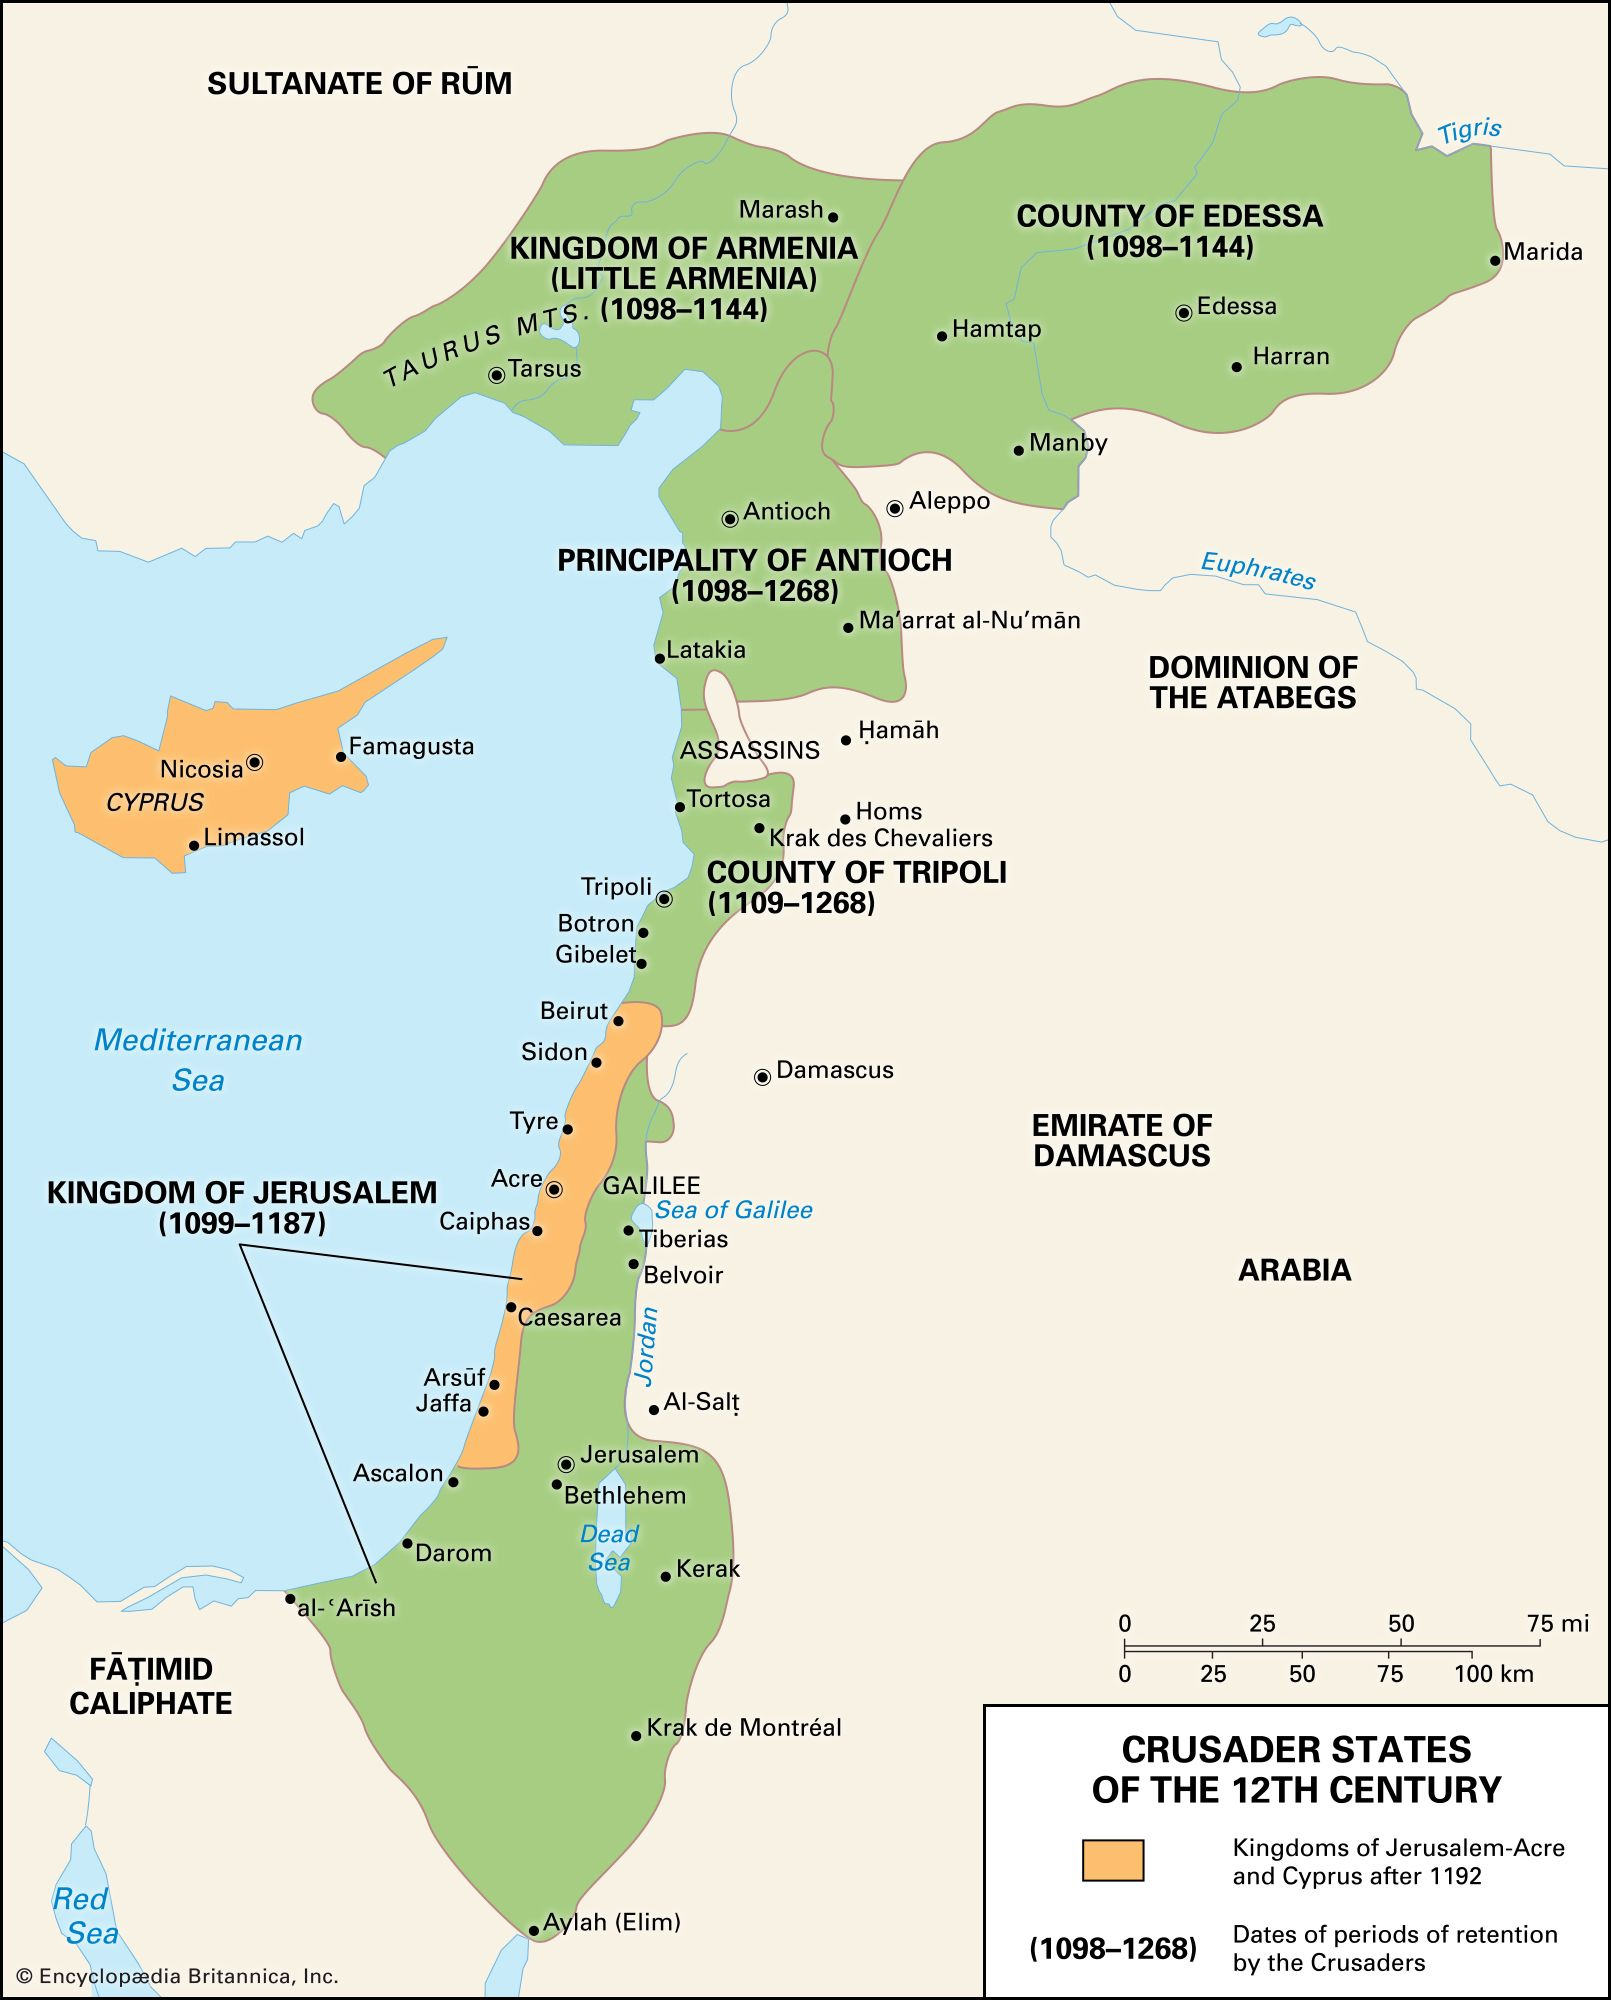 SULTANATE OF RŪM
Tigris
Marash
KINGDOM OF ARMENIA
(LITTLE ARMENIA)
(1098–1144)
TAURUS MTS.
Tarsus
COUNTY OF EDESSA
(1098–1144)
Marida
Edessa
Hamtap
Harran
Manby
Aleppo
Antioch
PRINCIPALITY OF ANTIOCH
(1098–1268)
Euphrates
Ma’arrat al-Nu’mān
Latakia
DOMINION OF
THE ATABEGS
Ḥamāh
ASSASSINS
Famagusta
Nicosia
CYPRUS
Limassol
Tortosa
Homs
Krak des Chevaliers
COUNTY OF TRIPOLI
(1109–1268)
Tripoli
Botron
Gibelet
Beirut
Mediterranean
Sea
Sidon
Damascus
Tyre
EMIRATE OF
DAMASCUS
Acre
GALILEE
KINGDOM OF JERUSALEM
(1099–1187)
Sea of Galilee
Caiphas
Tiberias
Belvoir
ARABIA
Caesarea
Jordan
Arsūf
Jaffa
Al-Salṭ
Jerusalem
Ascalon
Bethlehem
Dead
Sea
Darom
Kerak
al-ʿArīsh
FĀṬIMID
CALIPHATE
Krak de Montréal
Red
Sea
Aylah (Elim)
0 25 50 75 mi
0 25 50 75 100 km
CRUSADER STATES
OF THE 12TH CENTURY
Kingdoms of Jerusalem-Acre
and Cyprus after 1192
(1098–1268) Dates of periods of retention
by the Crusaders
© Encyclopædia Britannica, Inc.